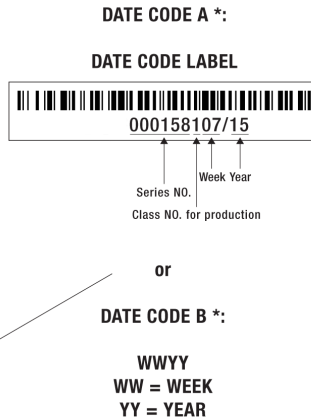 DATE CODE A *:
DATE CODE LABEL
000158107/15
Week Year
Series NO.
Class NO. for production
or
DATE CODE B *:
WWYY
WW = WEEK
YY = YEAR